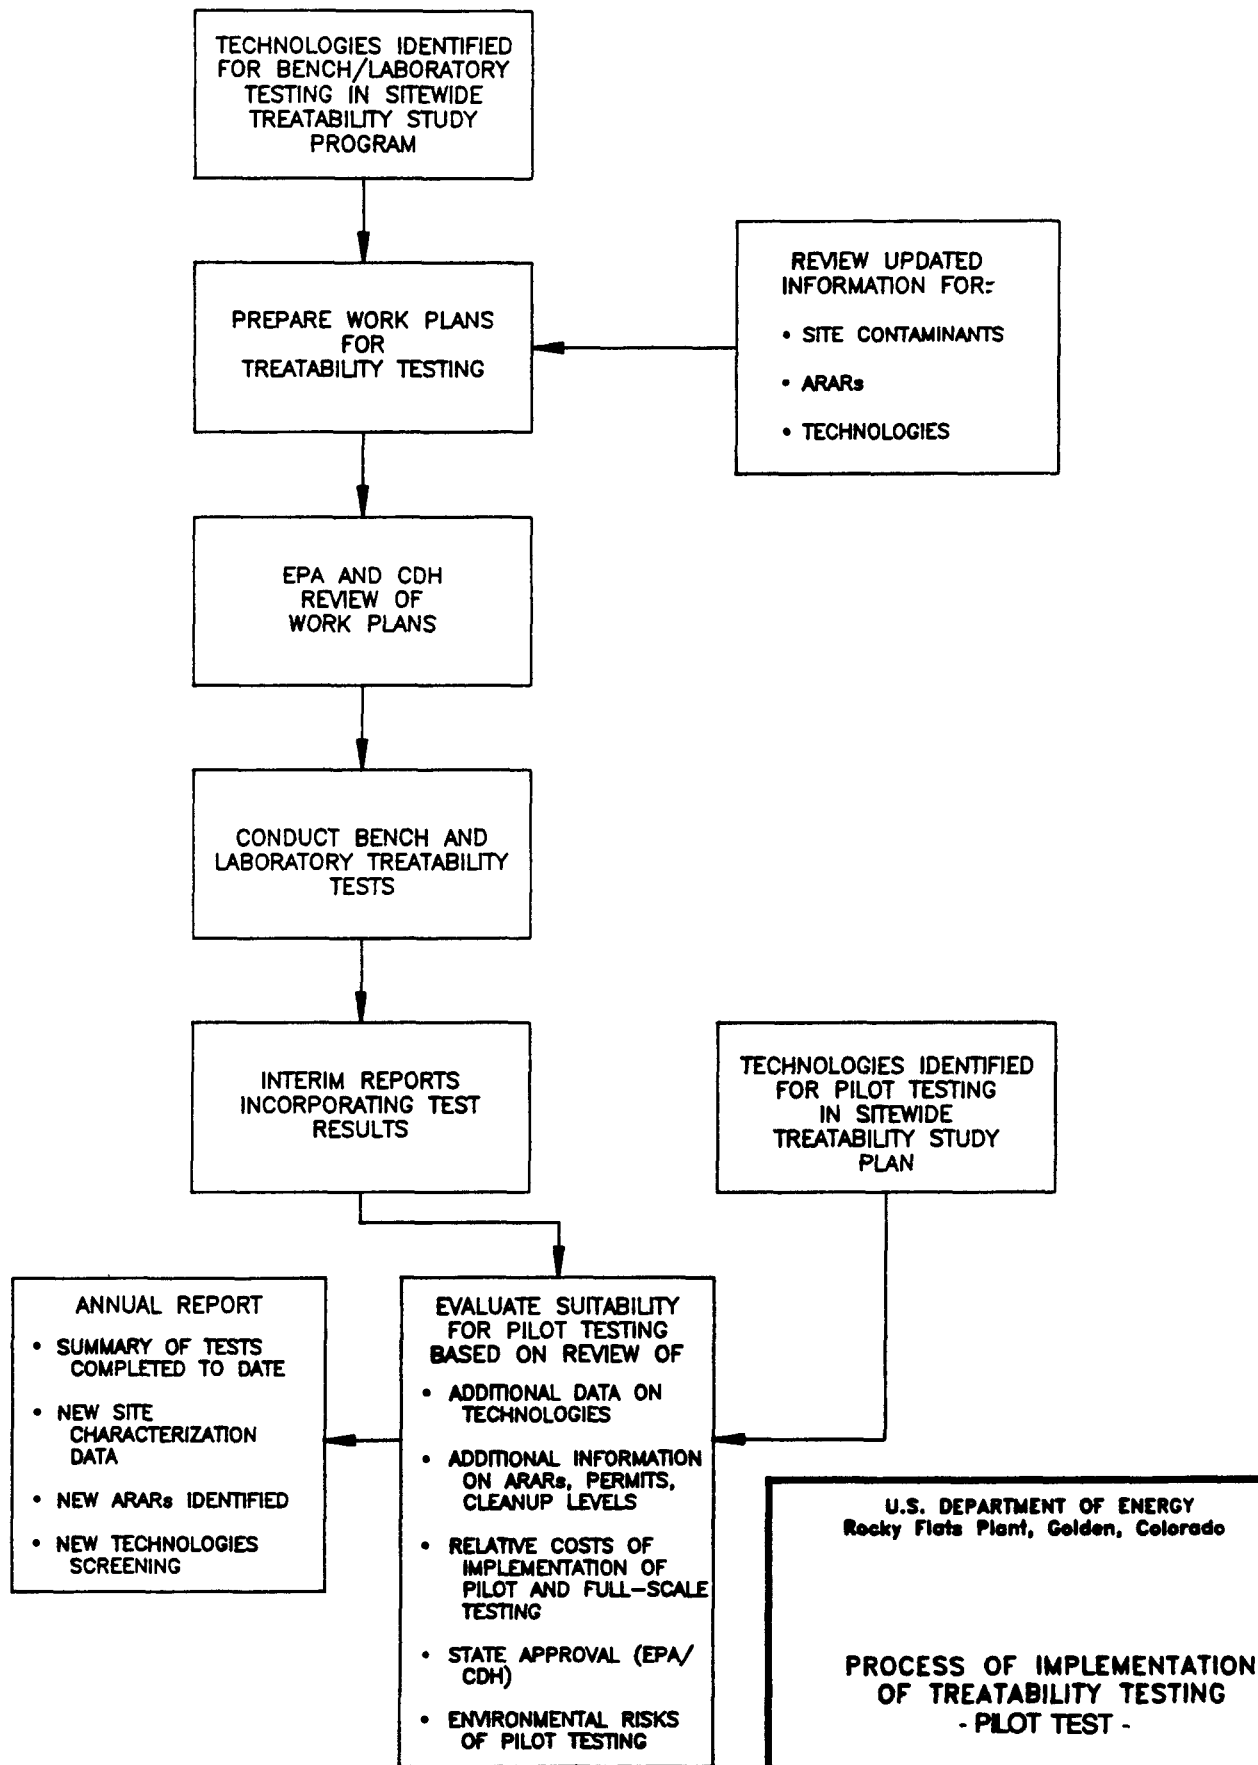 TECHNOLOGIES IDENTIFIED
FOR BENCH/LABORATORY
TESTING IN SITEWIDE
TREATABILITY STUDY
PROGRAM
PREPARE WORK PLANS
FOR
TREATABILITY TESTING
REVIEW UPDATED
INFORMATION FOR:
• SITE CONTAMINANTS
• ARARs
• TECHNOLOGIES
EPA AND CDH
REVIEW OF
WORK PLANS
CONDUCT BENCH AND
LABORATORY TREATABILITY
TESTS
INTERIM REPORTS
INCORPORATING TEST
RESULTS
TECHNOLOGIES IDENTIFIED
FOR PILOT TESTING
IN SITEWIDE
TREATABILITY STUDY
PLAN
ANNUAL REPORT
• SUMMARY OF TESTS
COMPLETED TO DATE
• NEW SITE
CHARACTERIZATION
DATA
• NEW ARARs IDENTIFIED
• NEW TECHNOLOGIES
SCREENING
EVALUATE SUITABILITY
FOR PILOT TESTING
BASED ON REVIEW OF
• ADDITIONAL DATA ON
TECHNOLOGIES
• ADDITIONAL INFORMATION
ON ARARs, PERMITS,
CLEANUP LEVELS
• RELATIVE COSTS OF
IMPLEMENTATION OF
PILOT AND FULL-SCALE
TESTING
• STATE APPROVAL (EPA/
CDH)
• ENVIRONMENTAL RISKS
OF PILOT TESTING
U.S. DEPARTMENT OF ENERGY
Rocky Flats Plant, Golden, Colorado
PROCESS OF IMPLEMENTATION
OF TREATABILITY TESTING
- PILOT TEST -